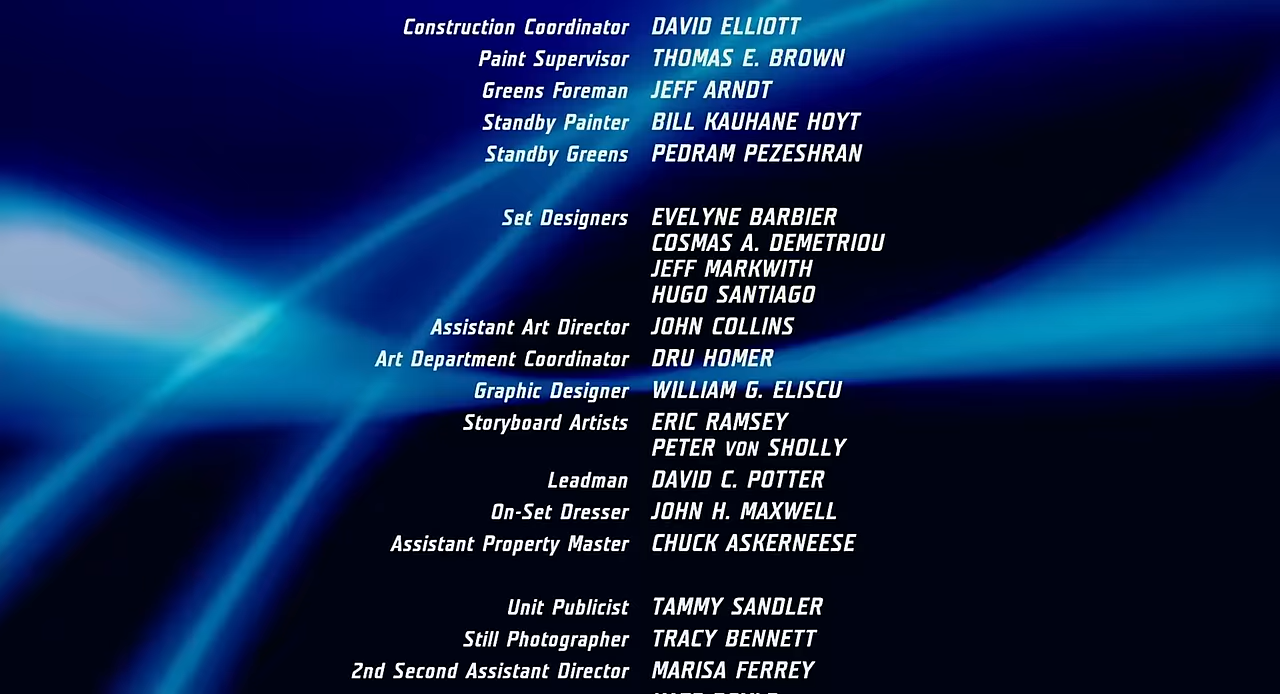 Construction Coordinator DAVID ELLIOTT
Paint Supervisor THOMAS E. BROWN
Greens Foreman JEFF ARNDT
Standby Painter BILL KAUHANE HOYT
Standby Greens PEDRAM PEZESHRAN
Set Designers EVELYNE BARBIER
COSMAS A. DEMETRIOU
JEFF MARKWITH
HUGO SANTIAGO
Assistant Art Director JOHN COLLINS
Art Department Coordinator DRU HOMER
Graphic Designer WILLIAM G. ELISCU
Storyboard Artists ERIC RAMSEY
PETER VON SHOLLY
Leadman DAVID C. POTTER
On-Set Dresser JOHN H. MAXWELL
Assistant Property Master CHUCK ASKERNEESE
Unit Publicist TAMMY SANDLER
Still Photographer TRACY BENNETT
2nd Second Assistant Director MARISA FERREY